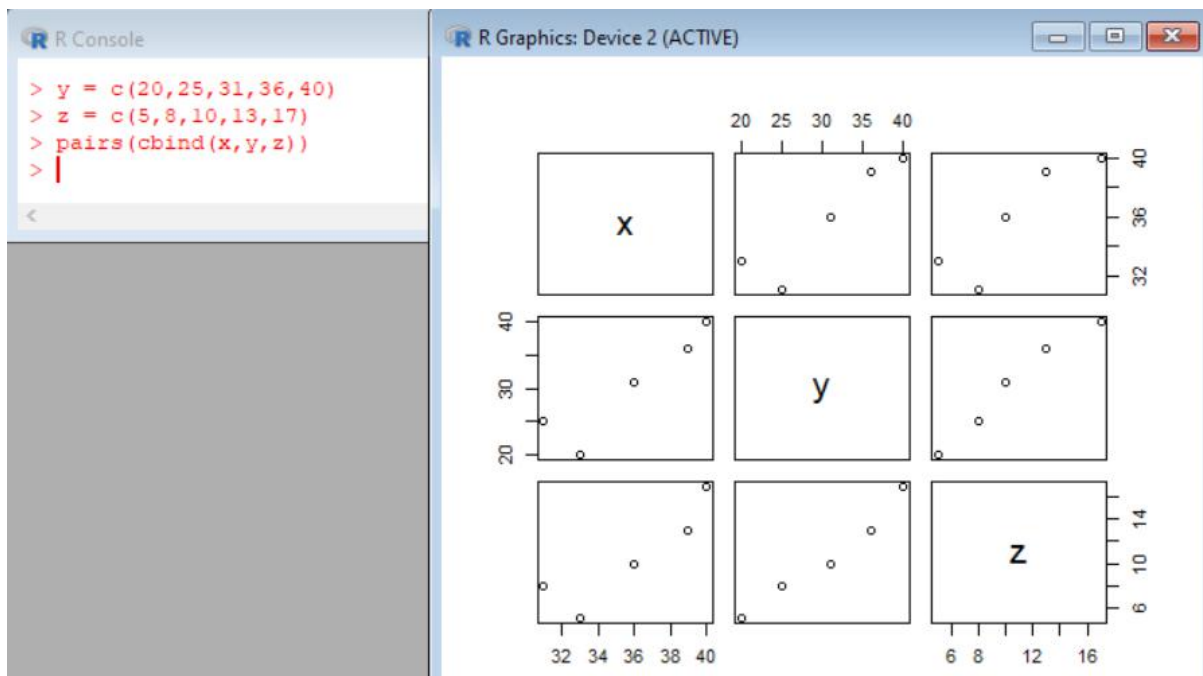 R Console
R Graphics: Device 2 (ACTIVE)
> y = c(20,25,31,36,40)
> z = c(5,8,10,13,17)
> pairs(cbind(x,y,z))
>
20 25 30 35 40
x
32 36 40
20 30 40
y
z
6 10 14
32 34 36 38 40
6 8 12 16